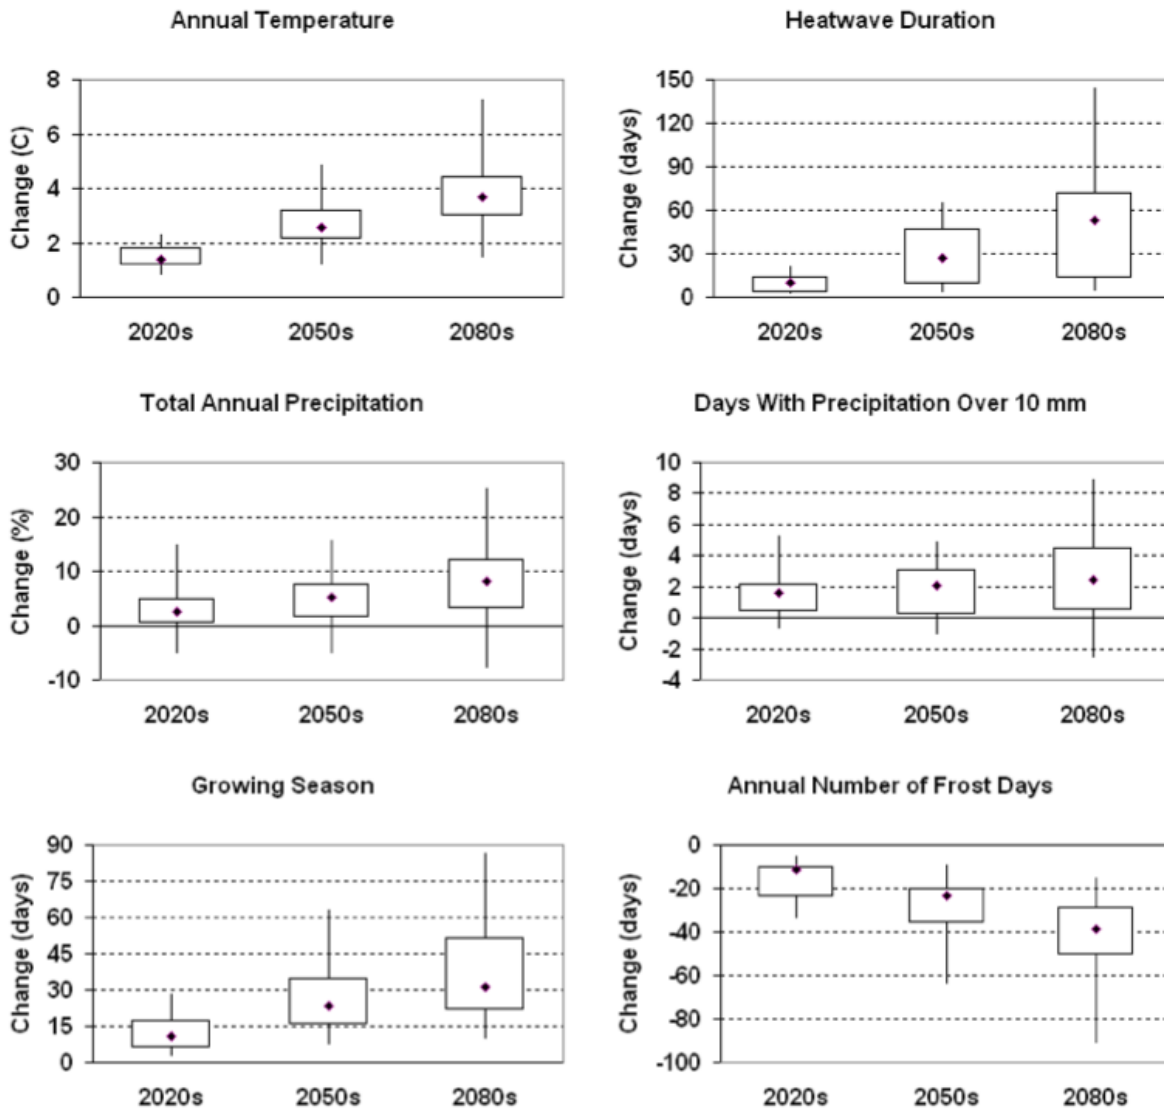 Annual Temperature
Change (C)
8
6
4
2
0
2020s 2050s 2080s
Heatwave Duration
Change (days)
150
120
90
60
30
0
2020s 2050s 2080s
Total Annual Precipitation
Change (%)
30
20
10
0
-10
2020s 2050s 2080s
Days With Precipitation Over 10 mm
Change (days)
10
8
6
4
2
0
-2
-4
2020s 2050s 2080s
Growing Season
Change (days)
90
75
60
45
30
15
0
2020s 2050s 2080s
Annual Number of Frost Days
Change (days)
0
-20
-40
-60
-80
-100
2020s 2050s 2080s